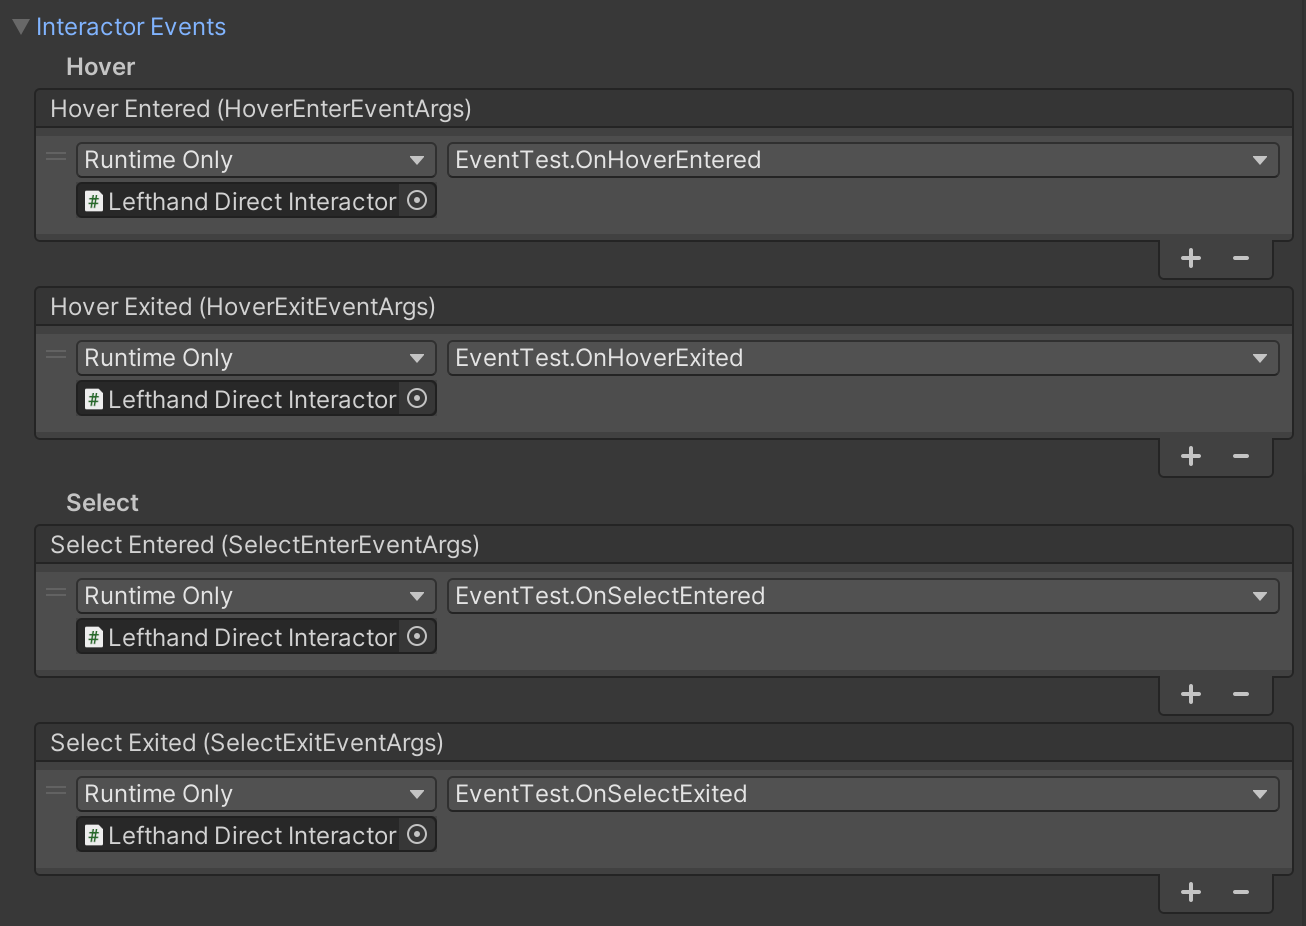 Interactor Events
Hover
Hover Entered (HoverEnterEventArgs)
Runtime Only EventTest.OnHoverEntered
# Lefthand Direct Interactor
+ −
Hover Exited (HoverExitEventArgs)
Runtime Only EventTest.OnHoverExited
# Lefthand Direct Interactor
+ −
Select
Select Entered (SelectEnterEventArgs)
Runtime Only EventTest.OnSelectEntered
# Lefthand Direct Interactor
+ −
Select Exited (SelectExitEventArgs)
Runtime Only EventTest.OnSelectExited
# Lefthand Direct Interactor
+ −